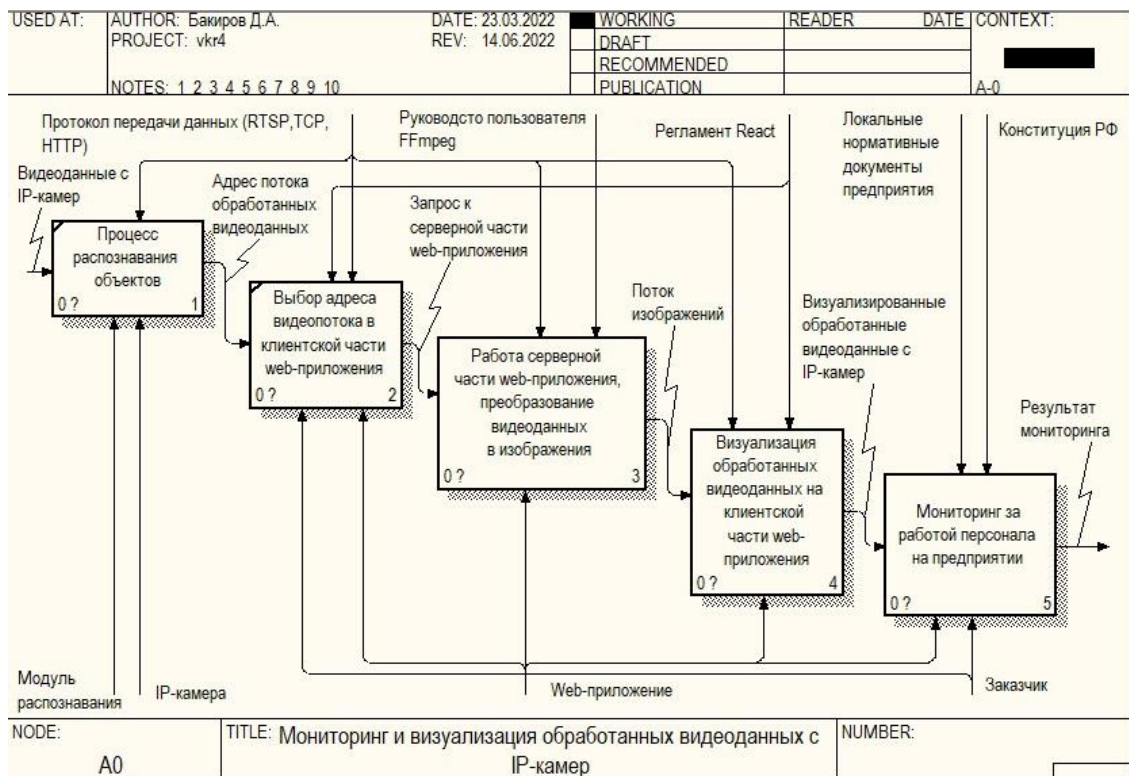 USED AT:
AUTHOR: Бакиров Д.А.
DATE: 23.03.2022
PROJECT: vkr4
REV: 14.06.2022
NOTES: 1 2 3 4 5 6 7 8 9 10
WORKING
DRAFT
RECOMMENDED
PUBLICATION
READER
DATE
CONTEXT:
A-0
Протокол передачи данных (RTSP,TCP,
HTTP)
Руководсто пользователя
FFmpeg
Регламент React
Локальные
нормативные
документы
предприятия
Конституция РФ
Видеоданные с
IP-камер
Адрес потока
обработанных
видеоданных
Запрос к
серверной части
web-приложения
Поток
изображений
Визуализированные
обработанные
видеоданные с
IP-камер
Результат
мониторинга
Процесс
распознавания
объектов
0 ?
1
Выбор адреса
видеопотока в
клиентской части
web-приложения
0 ?
2
Работа серверной
части web-приложения,
преобразование
видеоданных
в изображения
0 ?
3
Визуализация
обработанных
видеоданных на
клиентской
части web-
приложения
0 ?
4
Мониторинг за
работой персонала
на предприятии
0 ?
5
Модуль
распознавания
IP-камера
Web-приложение
Заказчик
NODE:
A0
TITLE: Мониторинг и визуализация обработанных видеоданных с
IP-камер
NUMBER: